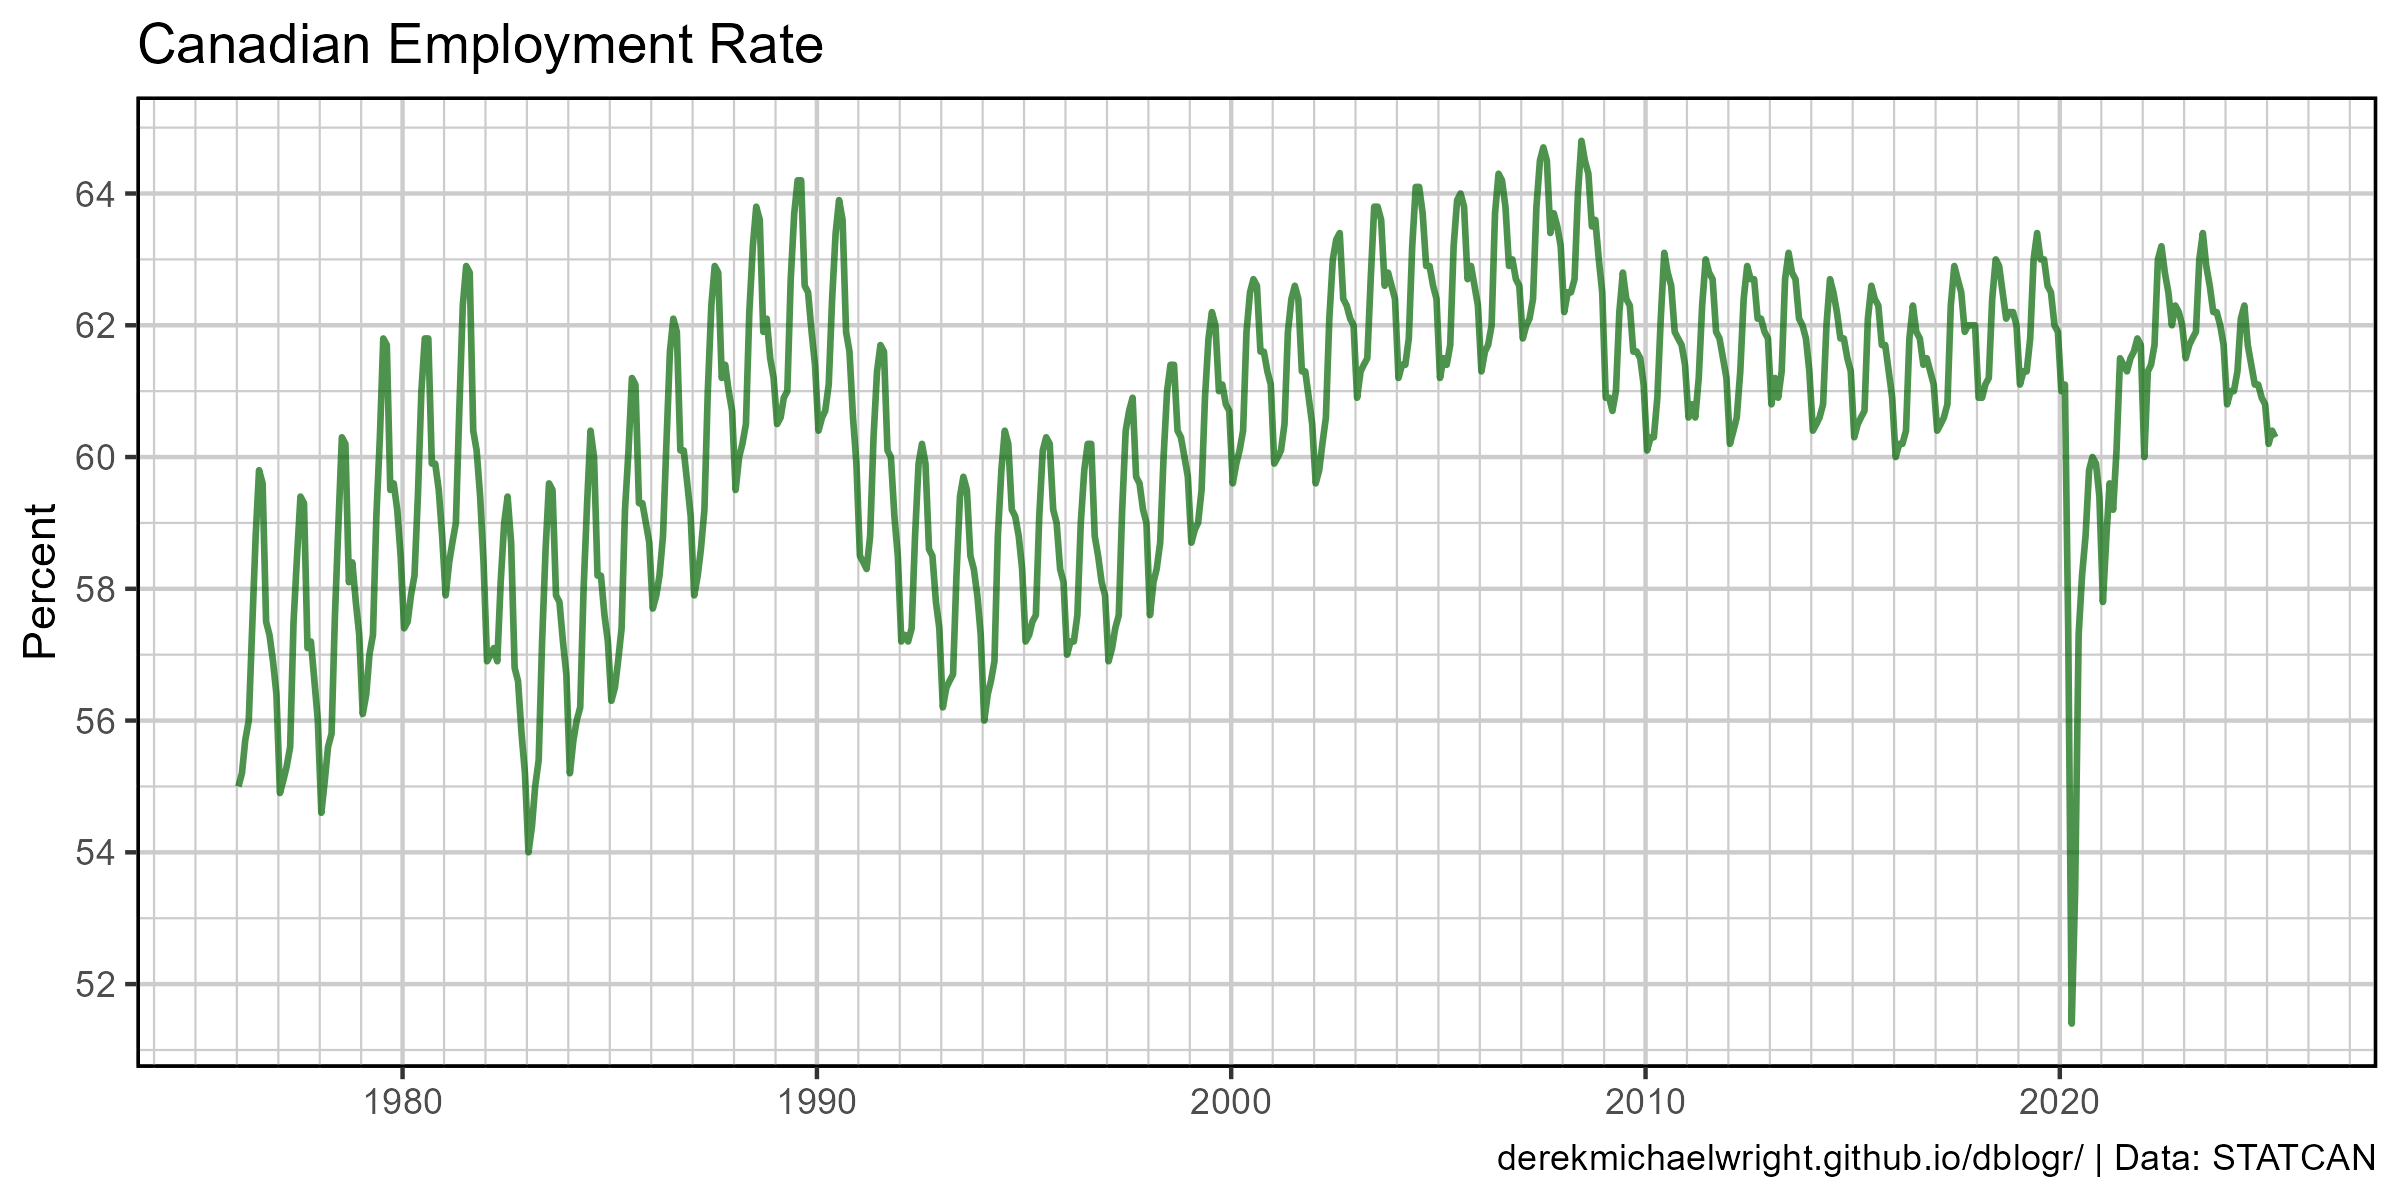 Canadian Employment Rate
Percent
64
62
60
58
56
54
52
1980 1990 2000 2010 2020
derekmichaelwright.github.io/dblogr/ | Data: STATCAN